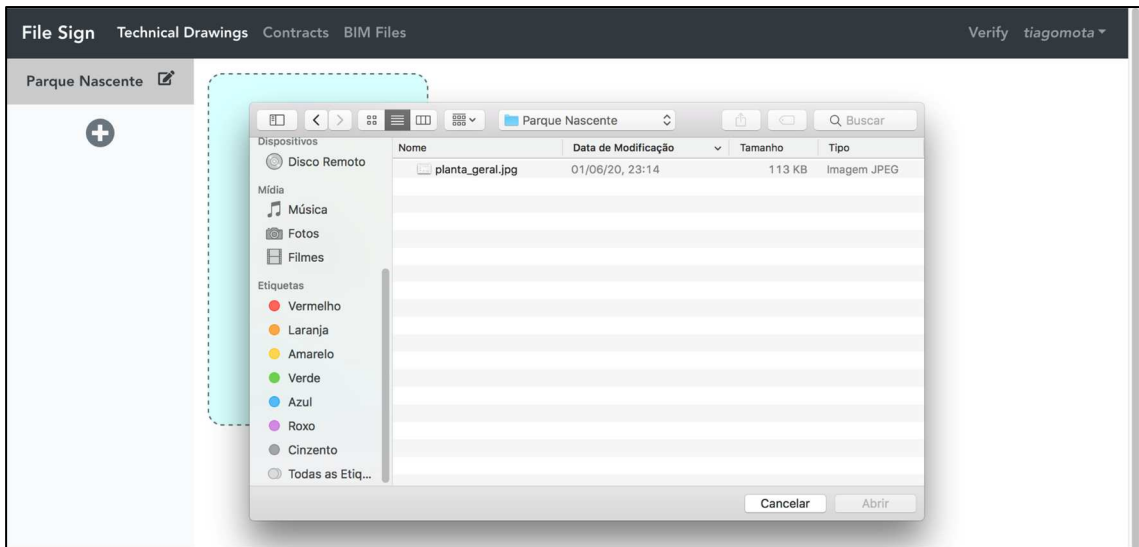 File Sign Technical Drawings Contracts BIM Files Verify tiagomota
Parque Nascente
Parque Nascente Buscar
Dispositivos
Disco Remoto
Mídia
Música
Fotos
Filmes
Etiquetas
Vermelho
Laranja
Amarelo
Verde
Azul
Roxo
Cinzento
Todas as Etiq...
Nome Data de Modificação Tamanho Tipo
planta_geral.jpg 01/06/20, 23:14 113 KB Imagem JPEG
Cancelar Abrir